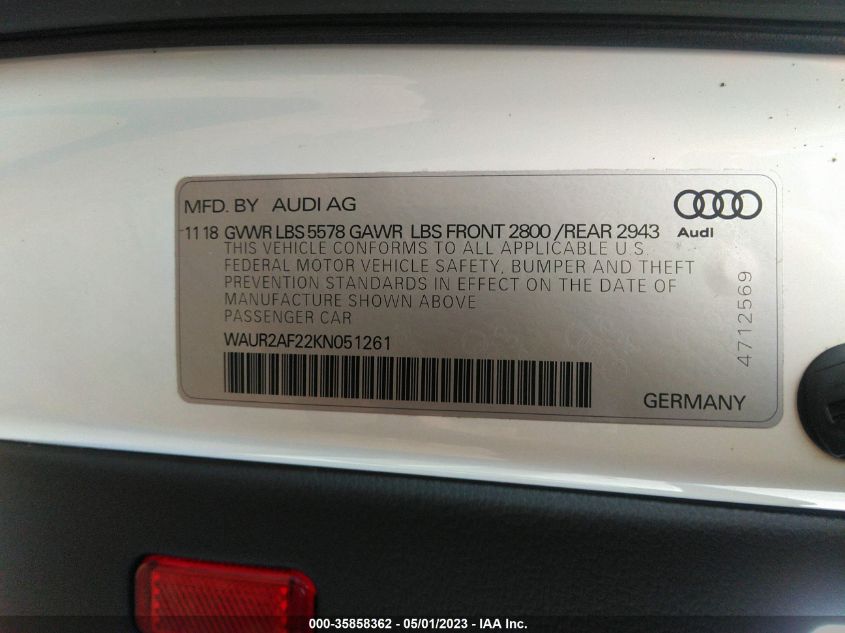 MFD. BY AUDI AG
Audi
11 18 GVWR LBS 5578 GAWR LBS FRONT 2800 /REAR 2943
THIS VEHICLE CONFORMS TO ALL APPLICABLE U.S.
FEDERAL MOTOR VEHICLE SAFETY, BUMPER AND THEFT
PREVENTION STANDARDS IN EFFECT ON THE DATE OF
MANUFACTURE SHOWN ABOVE
PASSENGER CAR
WAUR2AF22KN051261
4712569
GERMANY
000-35858362 - 05/01/2023 - IAA Inc.